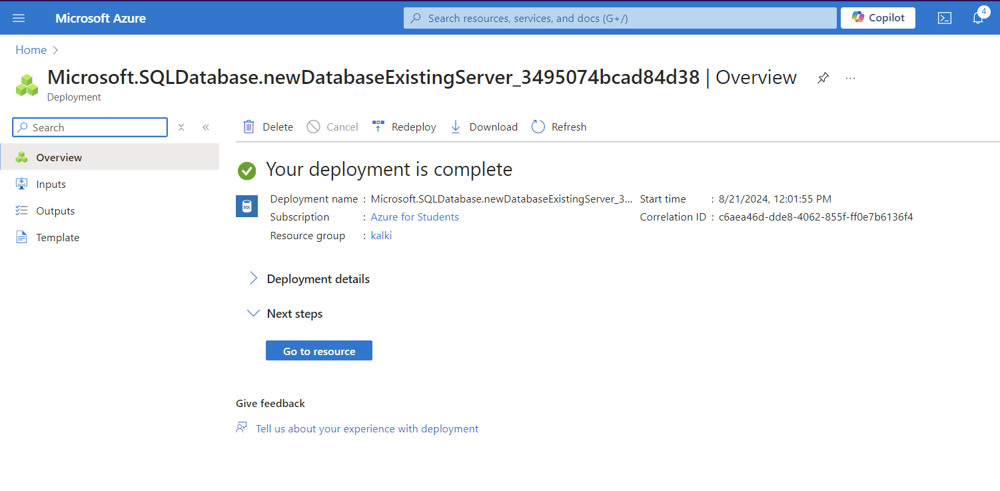 Microsoft Azure
Search resources, services, and docs (G+/)
Copilot
4
Home
Microsoft.SQLDatabase.newDatabaseExistingServer_3495074bcad84d38 | Overview
Deployment
Search
Delete
Cancel
Redeploy
Download
Refresh
Overview
Inputs
Outputs
Template
Your deployment is complete
SQL
Deployment name : Microsoft.SQLDatabase.newDatabaseExistingServer_3...
Subscription : Azure for Students
Resource group : kalki
Start time : 8/21/2024, 12:01:55 PM
Correlation ID : c6aea46d-dde8-4062-855f-ff0e7b6136f4
Deployment details
Next steps
Go to resource
Give feedback
Tell us about your experience with deployment